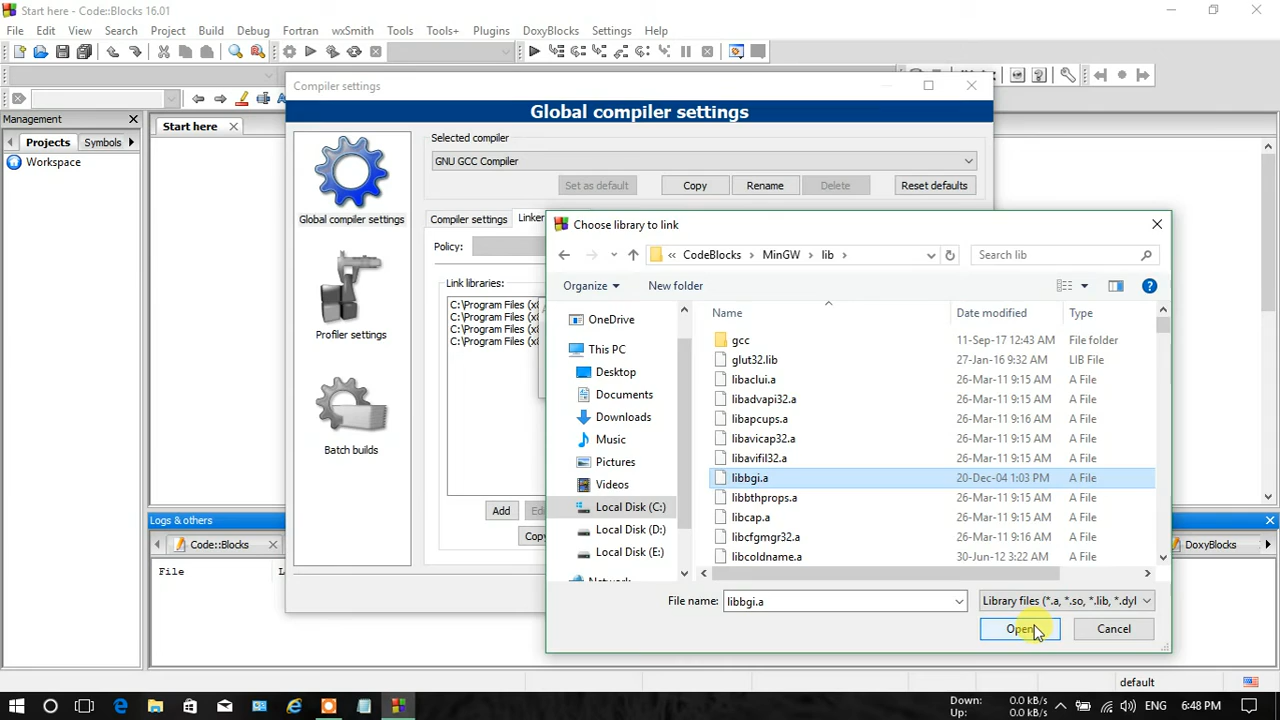 Start here - Code::Blocks 16.01
File Edit View Search Project Build Debug Fortran wxSmith Tools Tools+ Plugins DoxyBlocks Settings Help
Management
Projects Symbols
Workspace
Start here
Compiler settings
Global compiler settings
Global compiler settings
Profiler settings
Batch builds
Selected compiler
GNU GCC Compiler
Set as default Copy Rename Delete Reset defaults
Compiler settings Linker
Policy:
Link libraries:
C:\Program Files (x8
C:\Program Files (x8
C:\Program Files (x8
C:\Program Files (x8
Add
Copy
Choose library to link
« CodeBlocks > MinGW > lib >
Search lib
Organize New folder
OneDrive
This PC
Desktop
Documents
Downloads
Music
Pictures
Videos
Local Disk (C:)
Local Disk (D:)
Local Disk (E:)
Network
Name Date modified Type
gcc 11-Sep-17 12:43 AM File folder
glut32.lib 27-Jan-16 9:32 AM LIB File
libaclui.a 26-Mar-11 9:15 AM A File
libadvapi32.a 26-Mar-11 9:15 AM A File
libapcups.a 26-Mar-11 9:16 AM A File
libavicap32.a 26-Mar-11 9:15 AM A File
libavifil32.a 26-Mar-11 9:15 AM A File
libbgi.a 20-Dec-04 1:03 PM A File
libbthprops.a 26-Mar-11 9:15 AM A File
libcap.a 26-Mar-11 9:15 AM A File
libcfgmgr32.a 26-Mar-11 9:15 AM A File
libcoldname.a 30-Jun-12 3:22 AM A File
File name: libbgi.a Library files (*.a, *.so, *.lib, *.dyl
Open Cancel
Logs & others
Code::Blocks
DoxyBlocks
File
default
Down: 0.0 kB/s
Up: 0.0 kB/s
ENG 6:48 PM